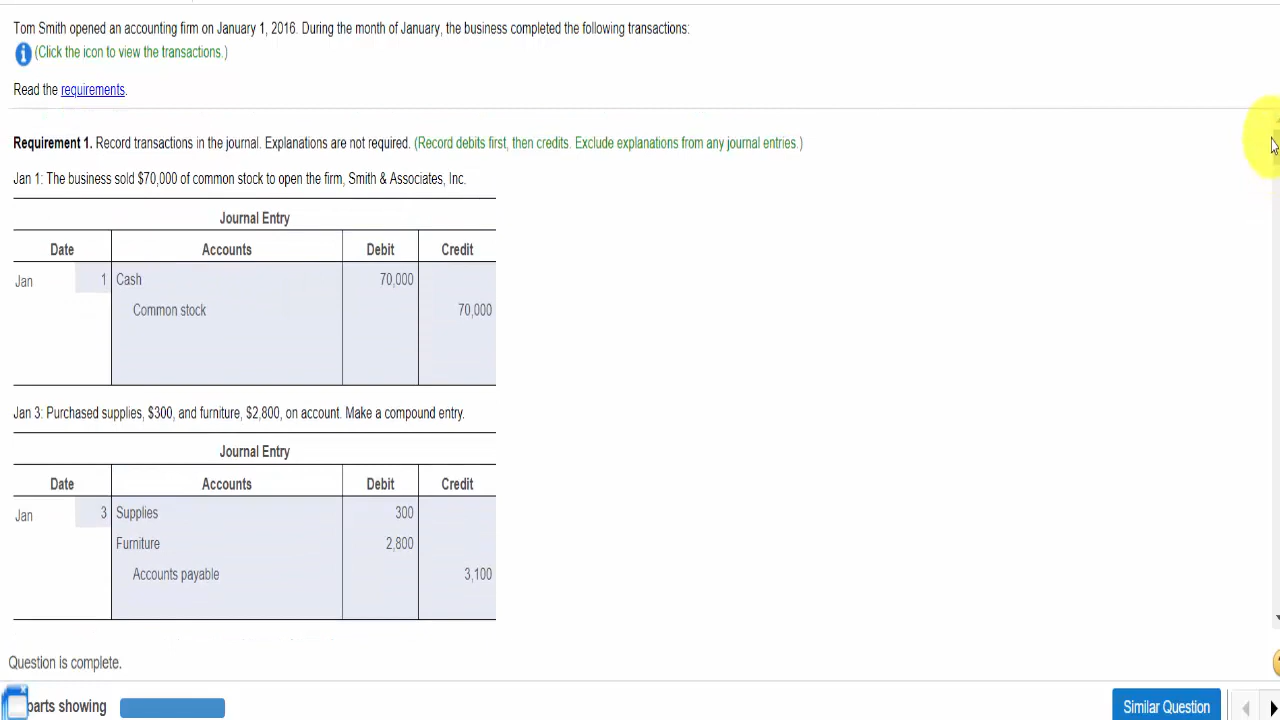 Tom Smith opened an accounting firm on January 1, 2016. During the month of January, the business completed the following transactions:
(Click the icon to view the transactions.)
Read the requirements.
Requirement 1. Record transactions in the journal. Explanations are not required. (Record debits first, then credits. Exclude explanations from any journal entries.)
Jan 1: The business sold $70,000 of common stock to open the firm, Smith & Associates, Inc.
Journal Entry
Date Accounts Debit Credit
Jan 1 Cash 70,000
Common stock 70,000
Jan 3: Purchased supplies, $300, and furniture, $2,800, on account. Make a compound entry.
Journal Entry
Date Accounts Debit Credit
Jan 3 Supplies 300
Furniture 2,800
Accounts payable 3,100
Question is complete.
parts showing Similar Question